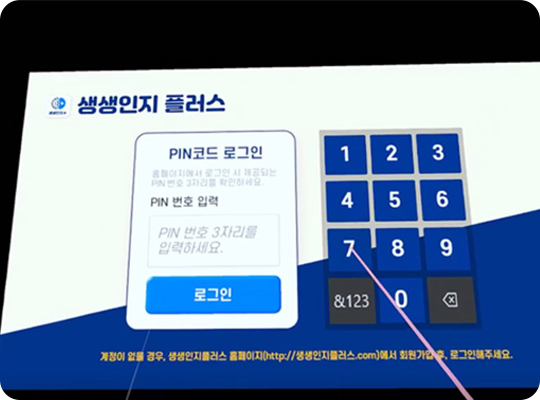 생생인지 플러스
PIN코드 로그인
홈페이지에서 로그인 시 제공되는
PIN 번호 3자리를 확인하세요.
PIN 번호 입력
PIN 번호 3자리를
입력하세요.
로그인
1 2 3
4 5 6
7 8 9
&123 0
계정이 없을 경우, 생생인지플러스 홈페이지(http://생생인지플러스.com)에서 회원가입 후, 로그인해주세요.